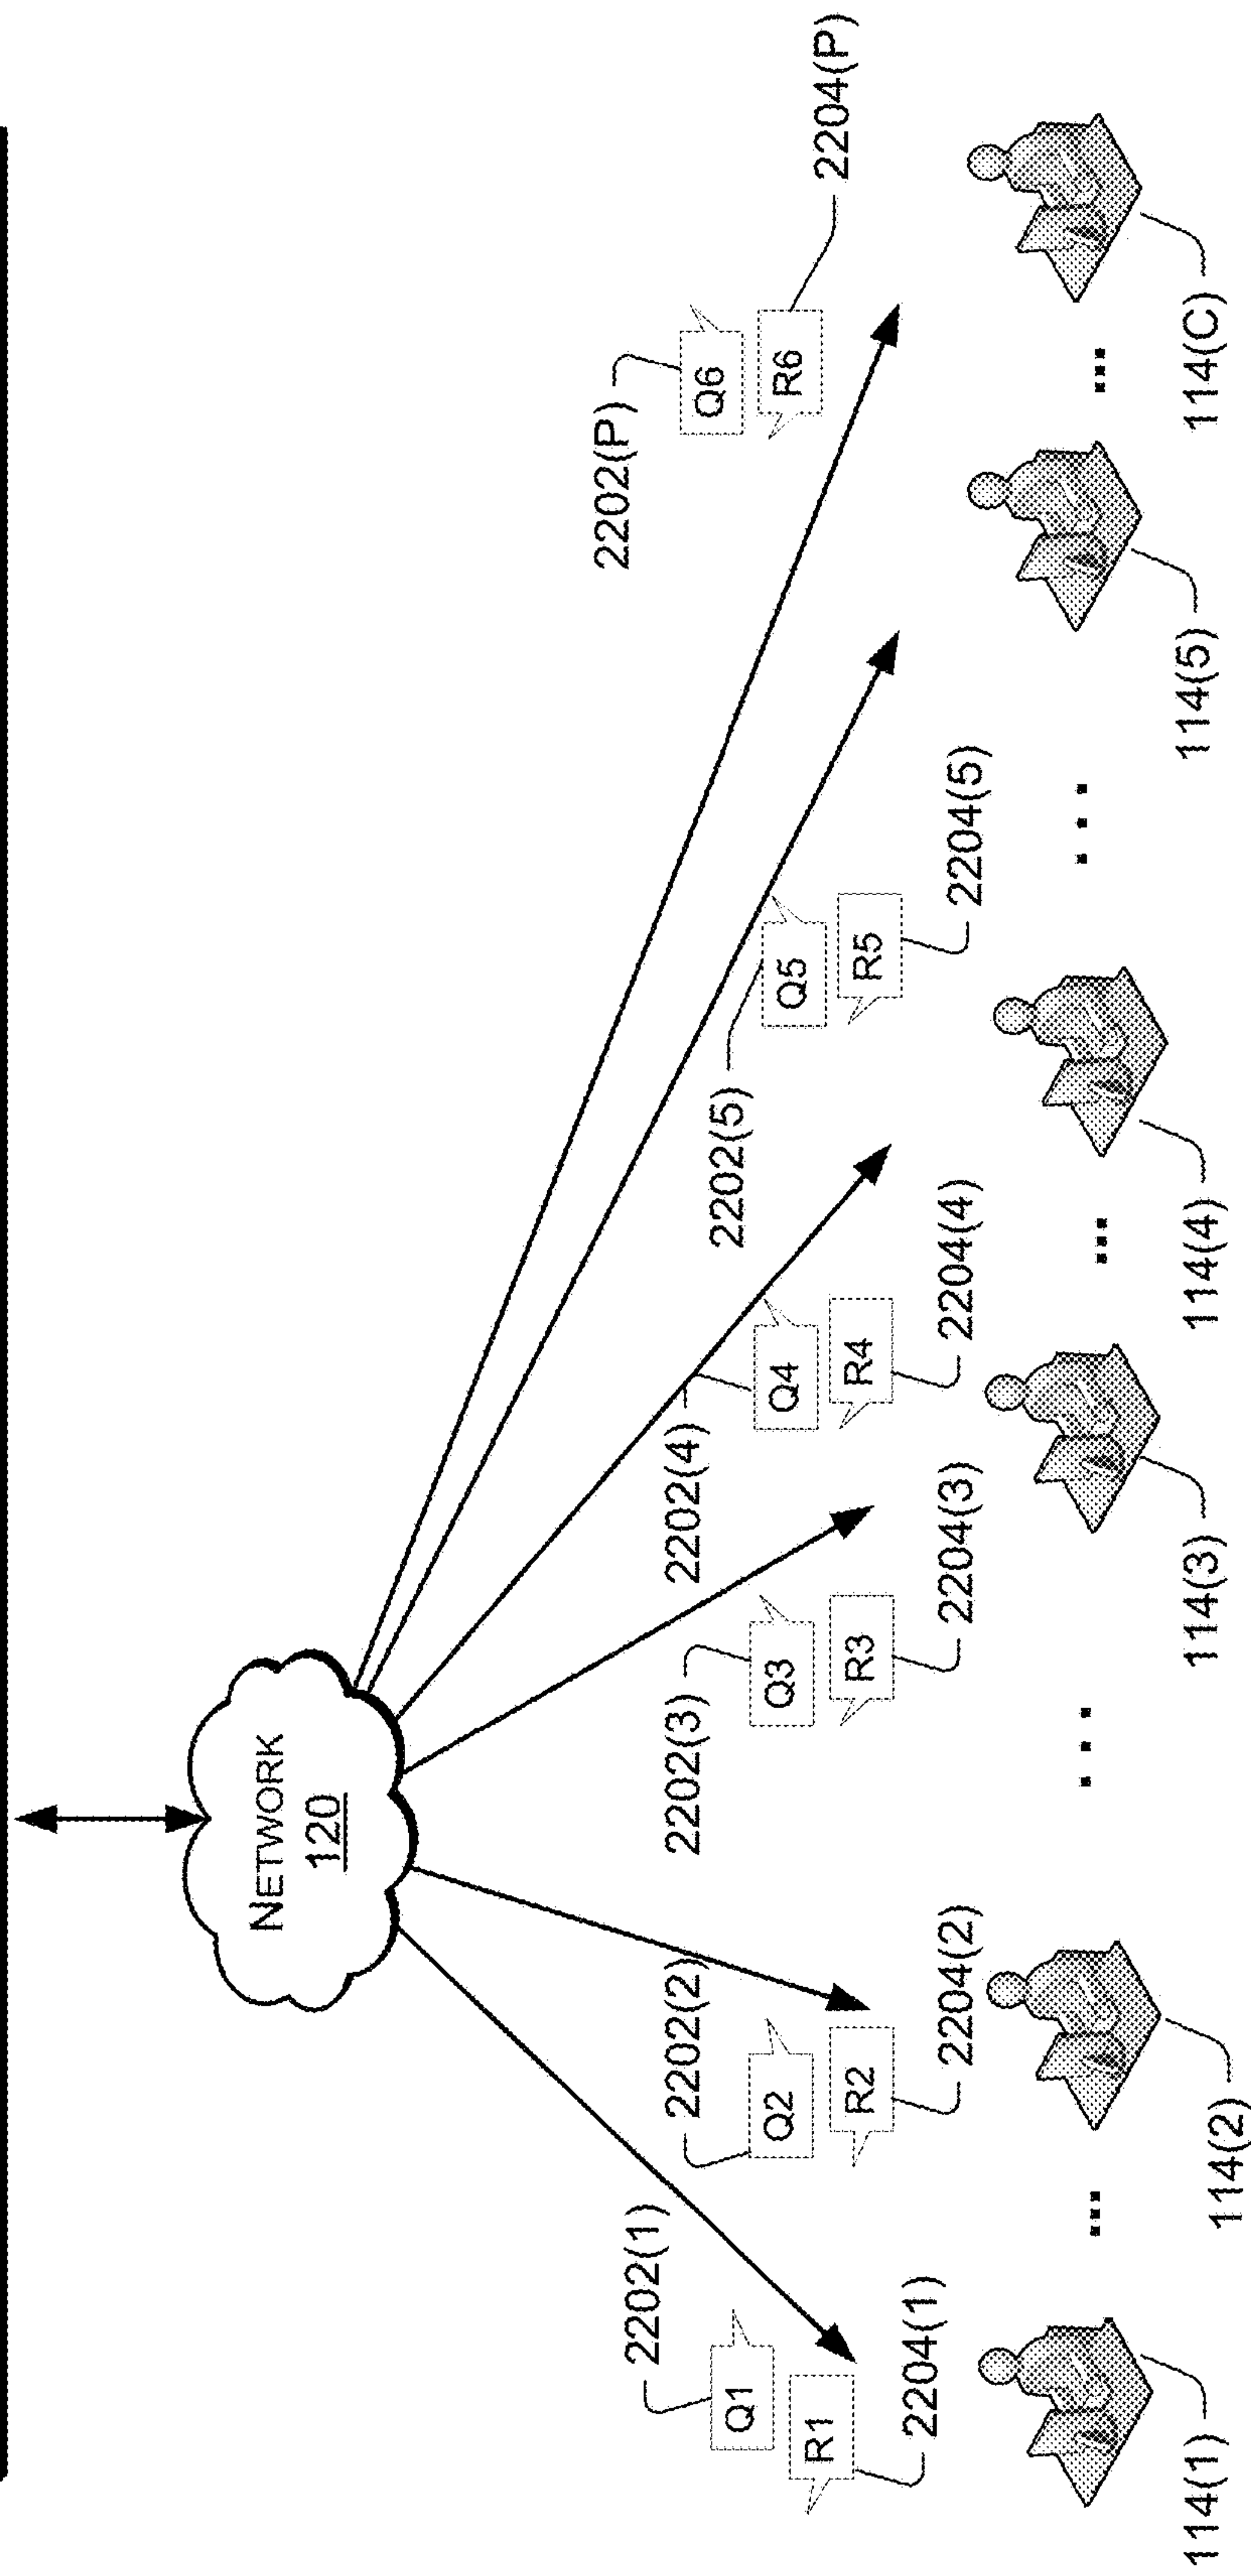 NETWORK
120
2202(1)
Q1
R1
2204(1)
2202(2)
Q2
R2
2204(2)
2202(3)
Q3
R3
2204(3)
2202(4)
Q4
R4
2204(4)
2202(5)
Q5
R5
2204(5)
2202(P)
Q6
R6
2204(P)
114(1)
...
114(2)
...
114(3)
...
114(4)
...
114(5)
...
114(C)